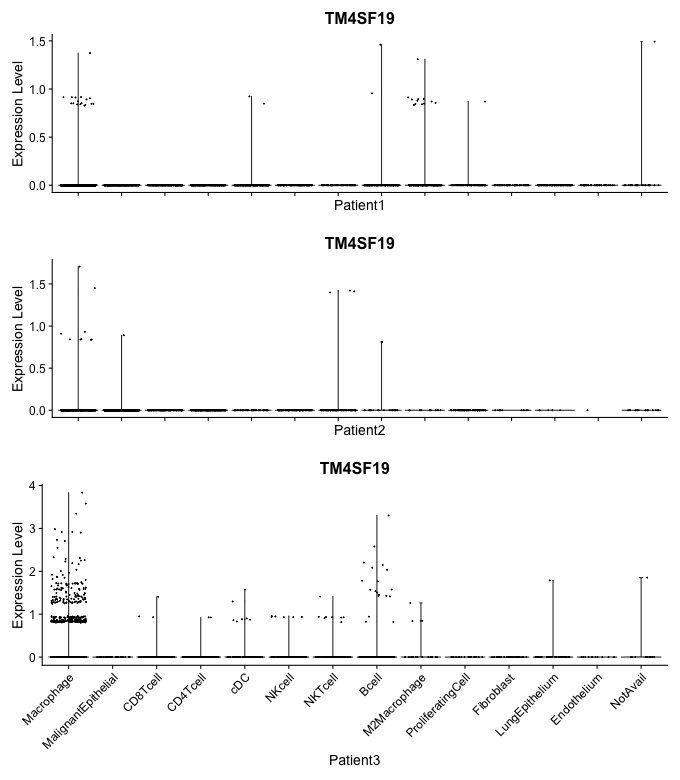 TM4SF19
Expression Level
1.5
1.0
0.5
0.0
Patient1
TM4SF19
Expression Level
1.5
1.0
0.5
0.0
Patient2
TM4SF19
Expression Level
4
3
2
1
0
Macrophage
MalignantEpithelial
CD8Tcell
CD4Tcell
cDC
NKcell
NKTcell
Bcell
M2Macrophage
ProliferatingCell
Fibroblast
LungEpithelium
Endothelium
NotAvail
Patient3